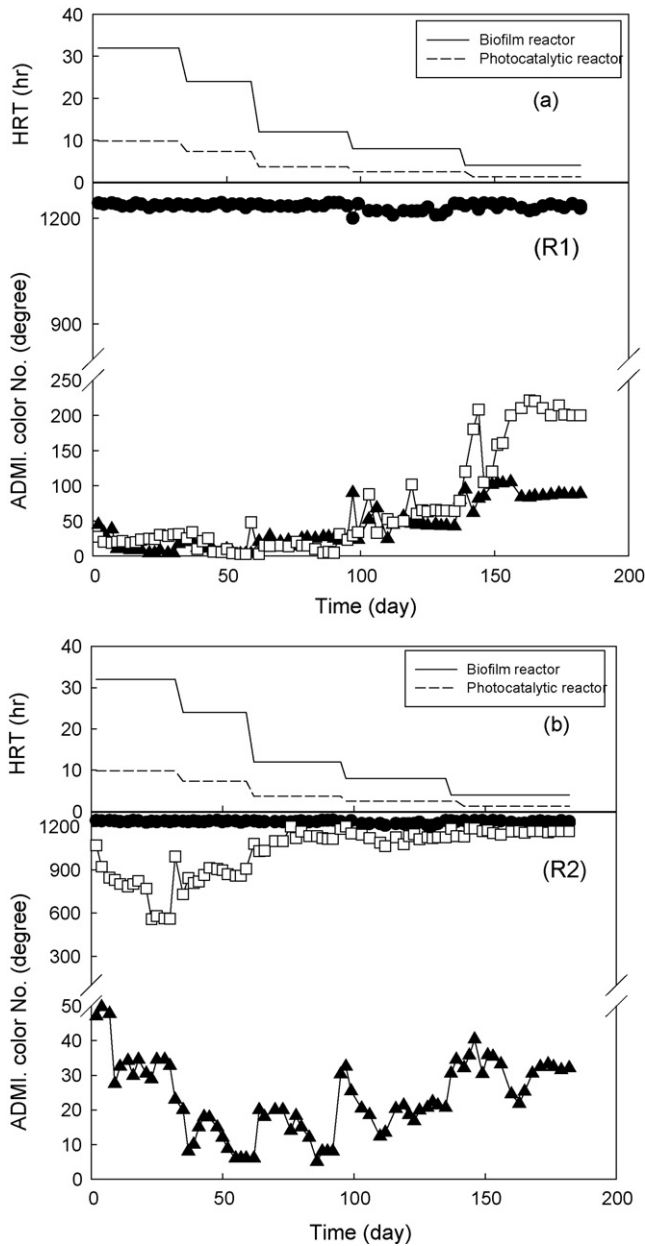 40
30
20
10
0
HRT (hr)
Biofilm reactor
Photocatalytic reactor
(a)
1200
900
250
200
150
100
50
0
ADMI. color No. (degree)
(R1)
0 50 100 150 200
Time (day)
40
30
20
10
0
HRT (hr)
Biofilm reactor
Photocatalytic reactor
(b)
1200
900
600
300
50
40
30
20
10
0
ADMI. color No. (degree)
(R2)
0 50 100 150 200
Time (day)